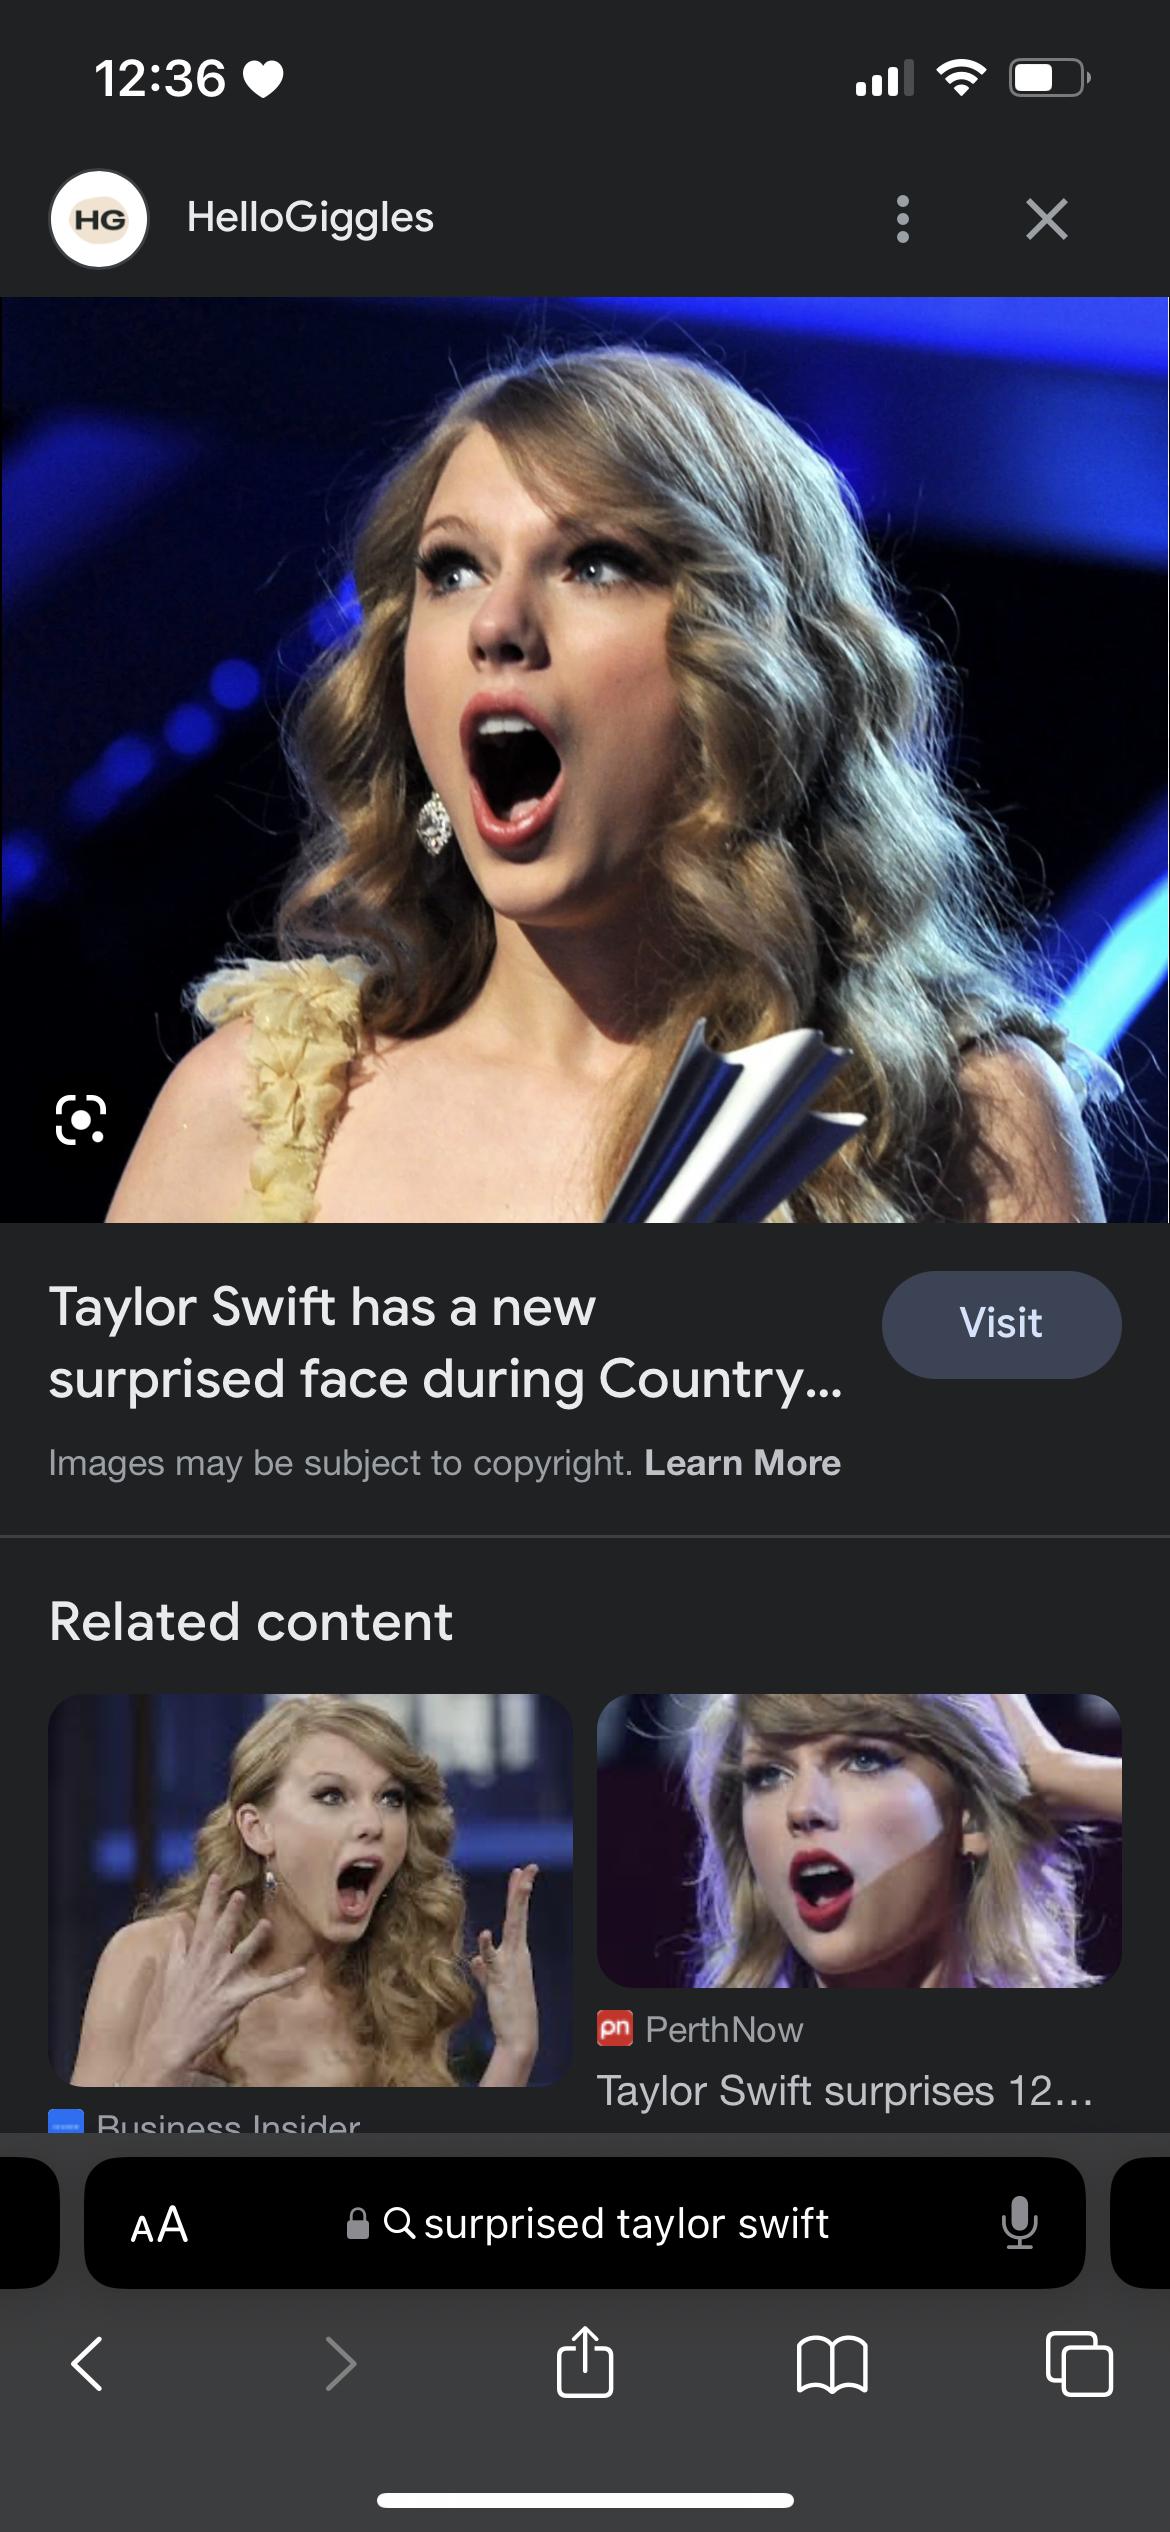 12:36
HG
HelloGiggles
Taylor Swift has a new
surprised face during Country...
Visit
Images may be subject to copyright. Learn More
Related content
pn PerthNow
Taylor Swift surprises 12...
Business Insider
AA surprised taylor swift